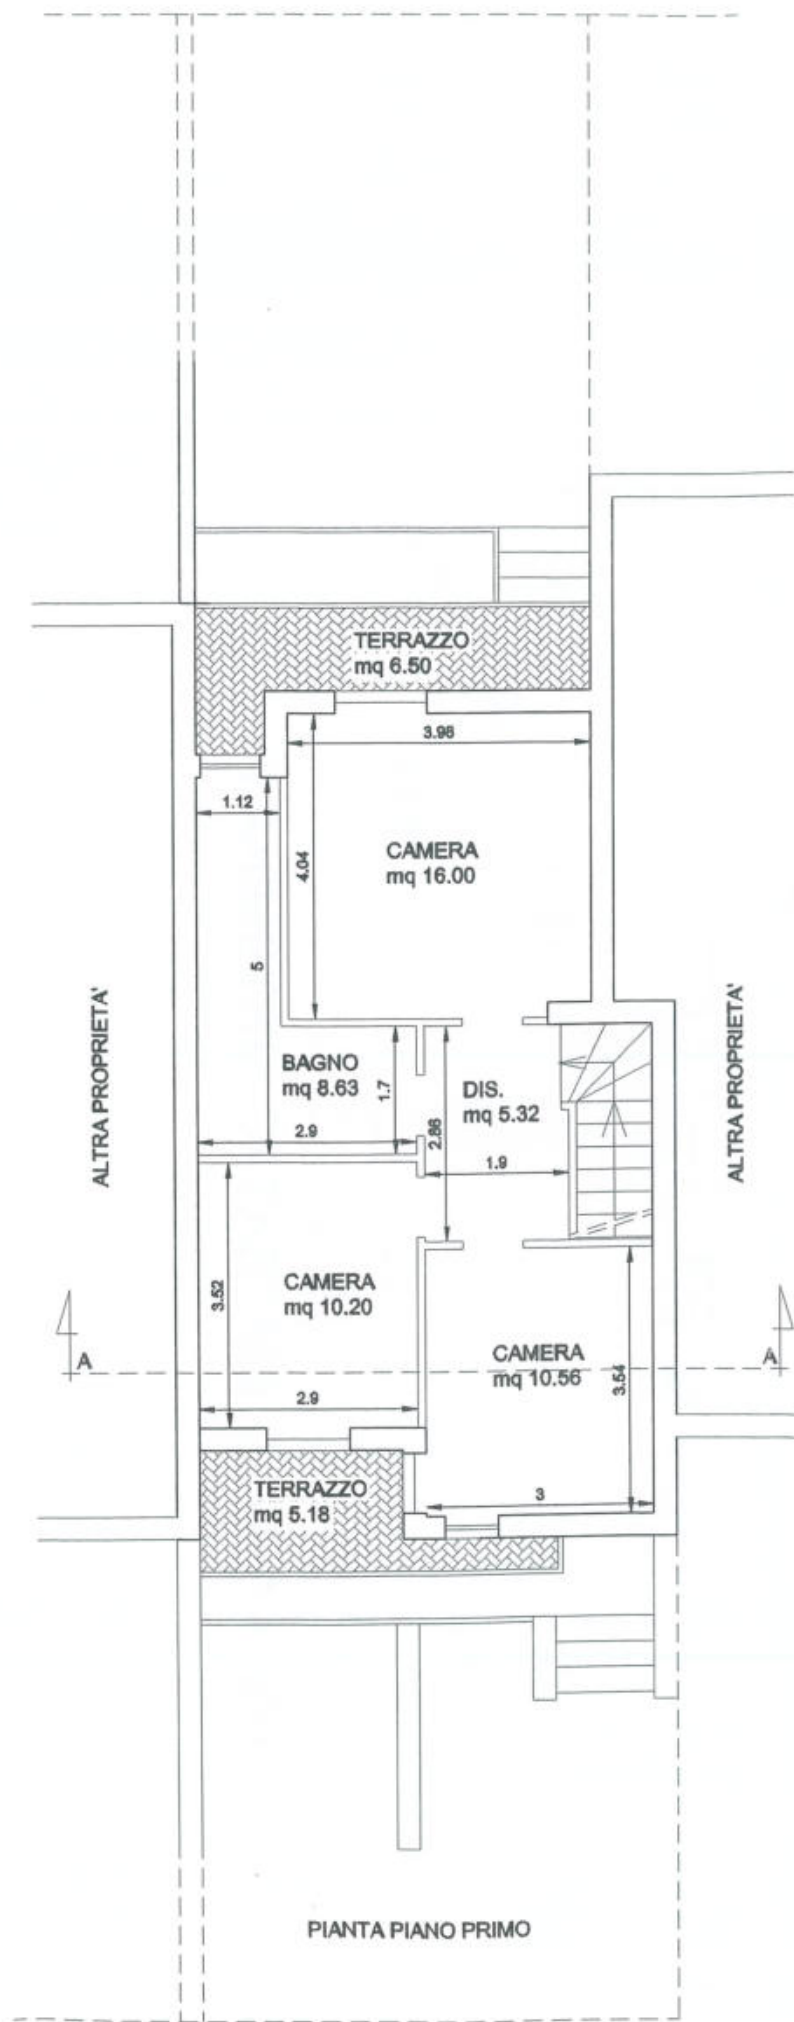 TERRAZZO
mq 6.50
3.98
1.12
4.04
CAMERA
mq 16.00
5
ALTRA PROPRIETA'
ALTRA PROPRIETA'
BAGNO
mq 8.63
1.7
DIS.
mq 5.32
2.86
2.9
1.9
3.52
CAMERA
mq 10.20
A
CAMERA
mq 10.56
3.54
A
2.9
TERRAZZO
mq 5.18
3
PIANTA PIANO PRIMO